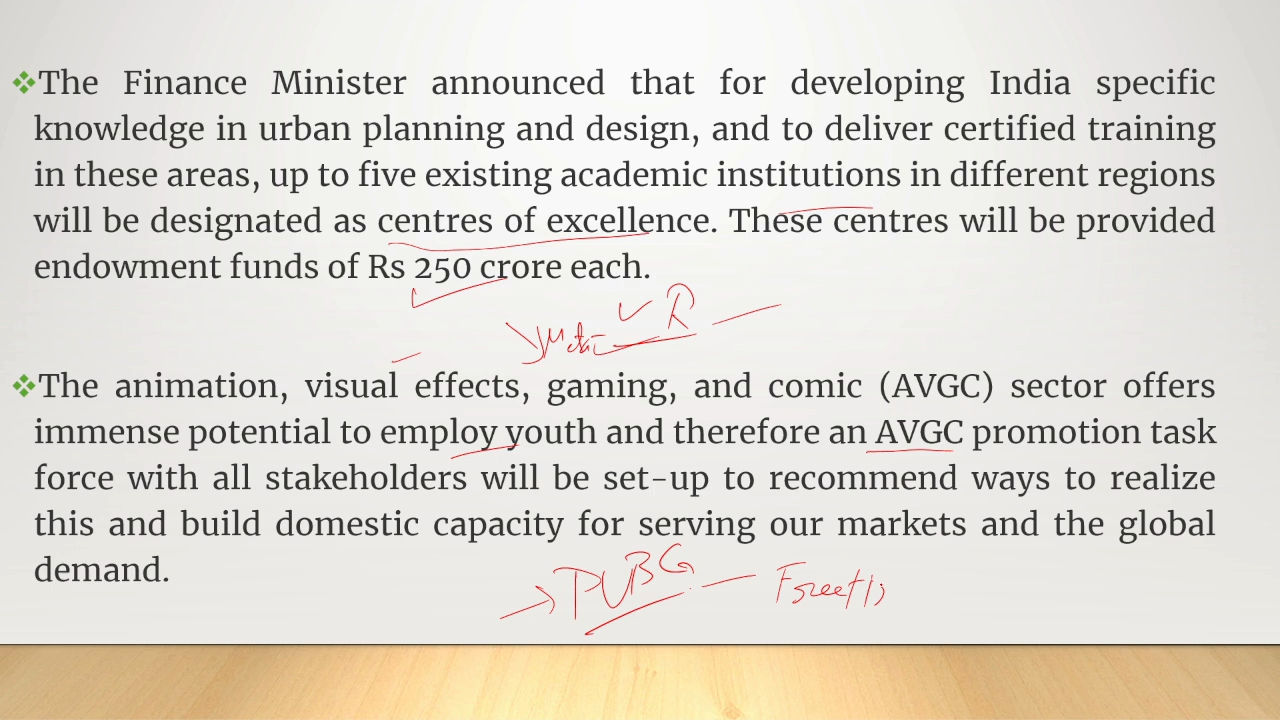 ❖The Finance Minister announced that for developing India specific
knowledge in urban planning and design, and to deliver certified training
in these areas, up to five existing academic institutions in different regions
will be designated as centres of excellence. These centres will be provided
endowment funds of Rs 250 crore each.
VR
❖The animation, visual effects, gaming, and comic (AVGC) sector offers
immense potential to employ youth and therefore an AVGC promotion task
force with all stakeholders will be set-up to recommend ways to realize
this and build domestic capacity for serving our markets and the global
demand.
PUBG